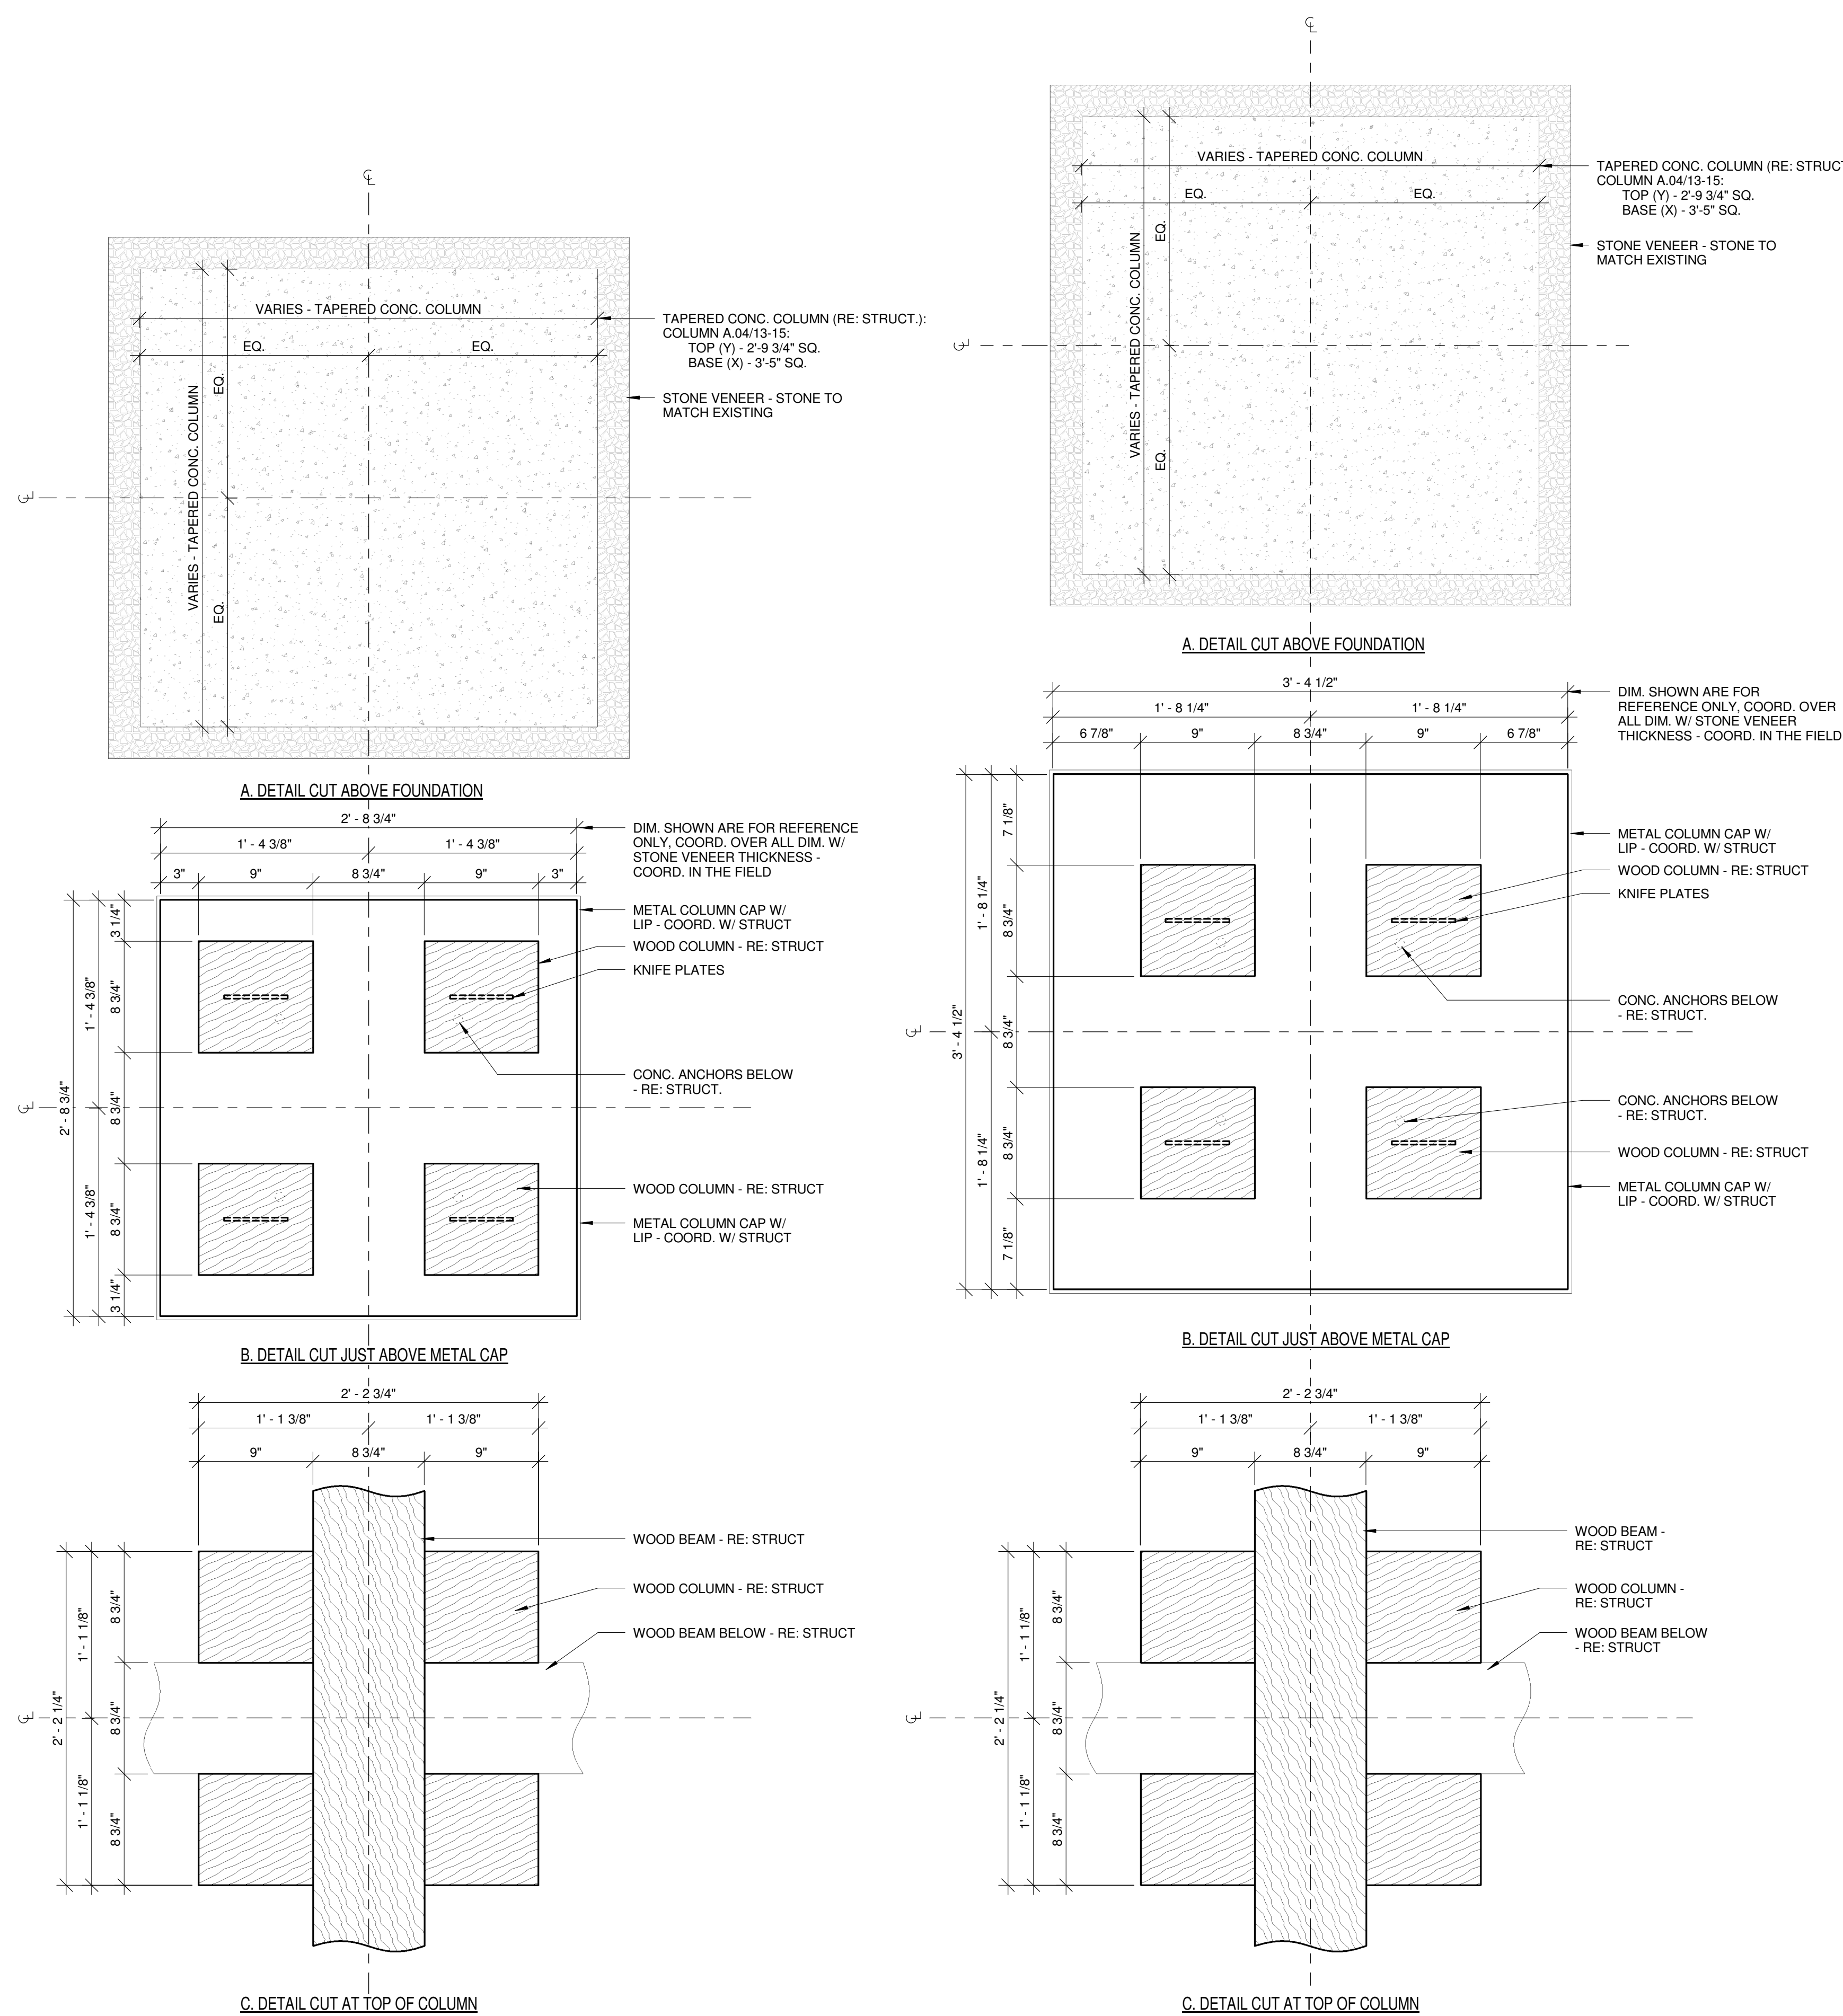 ℄
VARIES - TAPERED CONC. COLUMN
EQ.
EQ.
VARIES - TAPERED CONC. COLUMN
EQ.
EQ.
℄
TAPERED CONC. COLUMN (RE: STRUCT.):
COLUMN A.04/13-15:
TOP (Y) - 2'-9 3/4" SQ.
BASE (X) - 3'-5" SQ.
STONE VENEER - STONE TO
MATCH EXISTING
A. DETAIL CUT ABOVE FOUNDATION
2' - 8 3/4"
1' - 4 3/8"
1' - 4 3/8"
3"
9"
8 3/4"
9"
3"
DIM. SHOWN ARE FOR REFERENCE
ONLY, COORD. OVER ALL DIM. W/
STONE VENEER THICKNESS -
COORD. IN THE FIELD
METAL COLUMN CAP W/
LIP - COORD. W/ STRUCT
WOOD COLUMN - RE: STRUCT
KNIFE PLATES
CONC. ANCHORS BELOW
- RE: STRUCT.
WOOD COLUMN - RE: STRUCT
METAL COLUMN CAP W/
LIP - COORD. W/ STRUCT
3 1/4"
8 3/4"
8 3/4"
8 3/4"
3 1/4"
1' - 4 3/8"
1' - 4 3/8"
2' - 8 3/4"
℄
B. DETAIL CUT JUST ABOVE METAL CAP
2' - 2 3/4"
1' - 1 3/8"
1' - 1 3/8"
9"
8 3/4"
9"
WOOD BEAM - RE: STRUCT
WOOD COLUMN - RE: STRUCT
WOOD BEAM BELOW - RE: STRUCT
8 3/4"
8 3/4"
8 3/4"
1' - 1 1/8"
1' - 1 1/8"
2' - 2 1/4"
℄
C. DETAIL CUT AT TOP OF COLUMN
℄
VARIES - TAPERED CONC. COLUMN
EQ.
EQ.
VARIES - TAPERED CONC. COLUMN
EQ.
EQ.
℄
TAPERED CONC. COLUMN (RE: STRUCT
COLUMN A.04/13-15:
TOP (Y) - 2'-9 3/4" SQ.
BASE (X) - 3'-5" SQ.
STONE VENEER - STONE TO
MATCH EXISTING
A. DETAIL CUT ABOVE FOUNDATION
3' - 4 1/2"
1' - 8 1/4"
1' - 8 1/4"
6 7/8"
9"
8 3/4"
9"
6 7/8"
DIM. SHOWN ARE FOR
REFERENCE ONLY, COORD. OVER
ALL DIM. W/ STONE VENEER
THICKNESS - COORD. IN THE FIELD
METAL COLUMN CAP W/
LIP - COORD. W/ STRUCT
WOOD COLUMN - RE: STRUCT
KNIFE PLATES
CONC. ANCHORS BELOW
- RE: STRUCT.
CONC. ANCHORS BELOW
- RE: STRUCT.
WOOD COLUMN - RE: STRUCT
METAL COLUMN CAP W/
LIP - COORD. W/ STRUCT
7 1/8"
8 3/4"
8 3/4"
8 3/4"
7 1/8"
1' - 8 1/4"
1' - 8 1/4"
3' - 4 1/2"
℄
B. DETAIL CUT JUST ABOVE METAL CAP
2' - 2 3/4"
1' - 1 3/8"
1' - 1 3/8"
9"
8 3/4"
9"
WOOD BEAM -
RE: STRUCT
WOOD COLUMN -
RE: STRUCT
WOOD BEAM BELOW
- RE: STRUCT
8 3/4"
8 3/4"
8 3/4"
1' - 1 1/8"
1' - 1 1/8"
2' - 2 1/4"
℄
C. DETAIL CUT AT TOP OF COLUMN